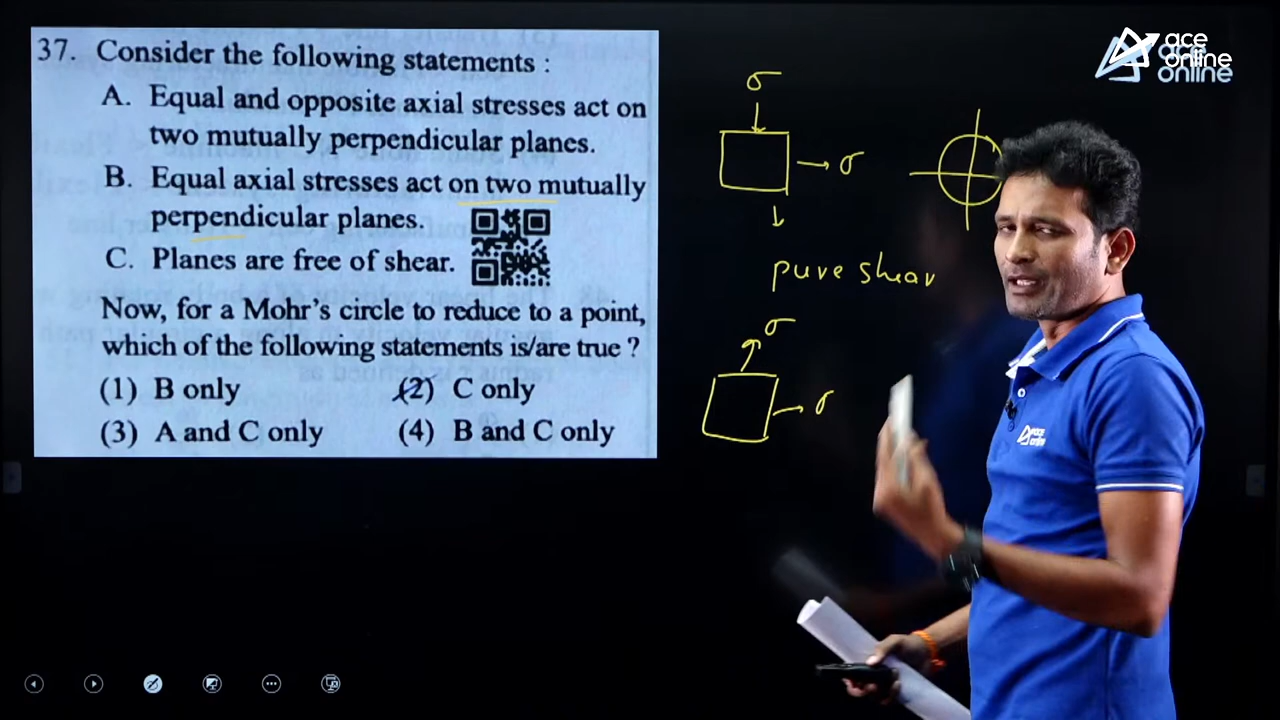 37. Consider the following statements :
A. Equal and opposite axial stresses act on
two mutually perpendicular planes.
B. Equal axial stresses act on two mutually
perpendicular planes.
C. Planes are free of shear.
Now, for a Mohr's circle to reduce to a point,
which of the following statements is/are true ?
(1) B only (2) C only
(3) A and C only (4) B and C only
σ
σ
pure shear
σ
σ
ace
online
ace
online